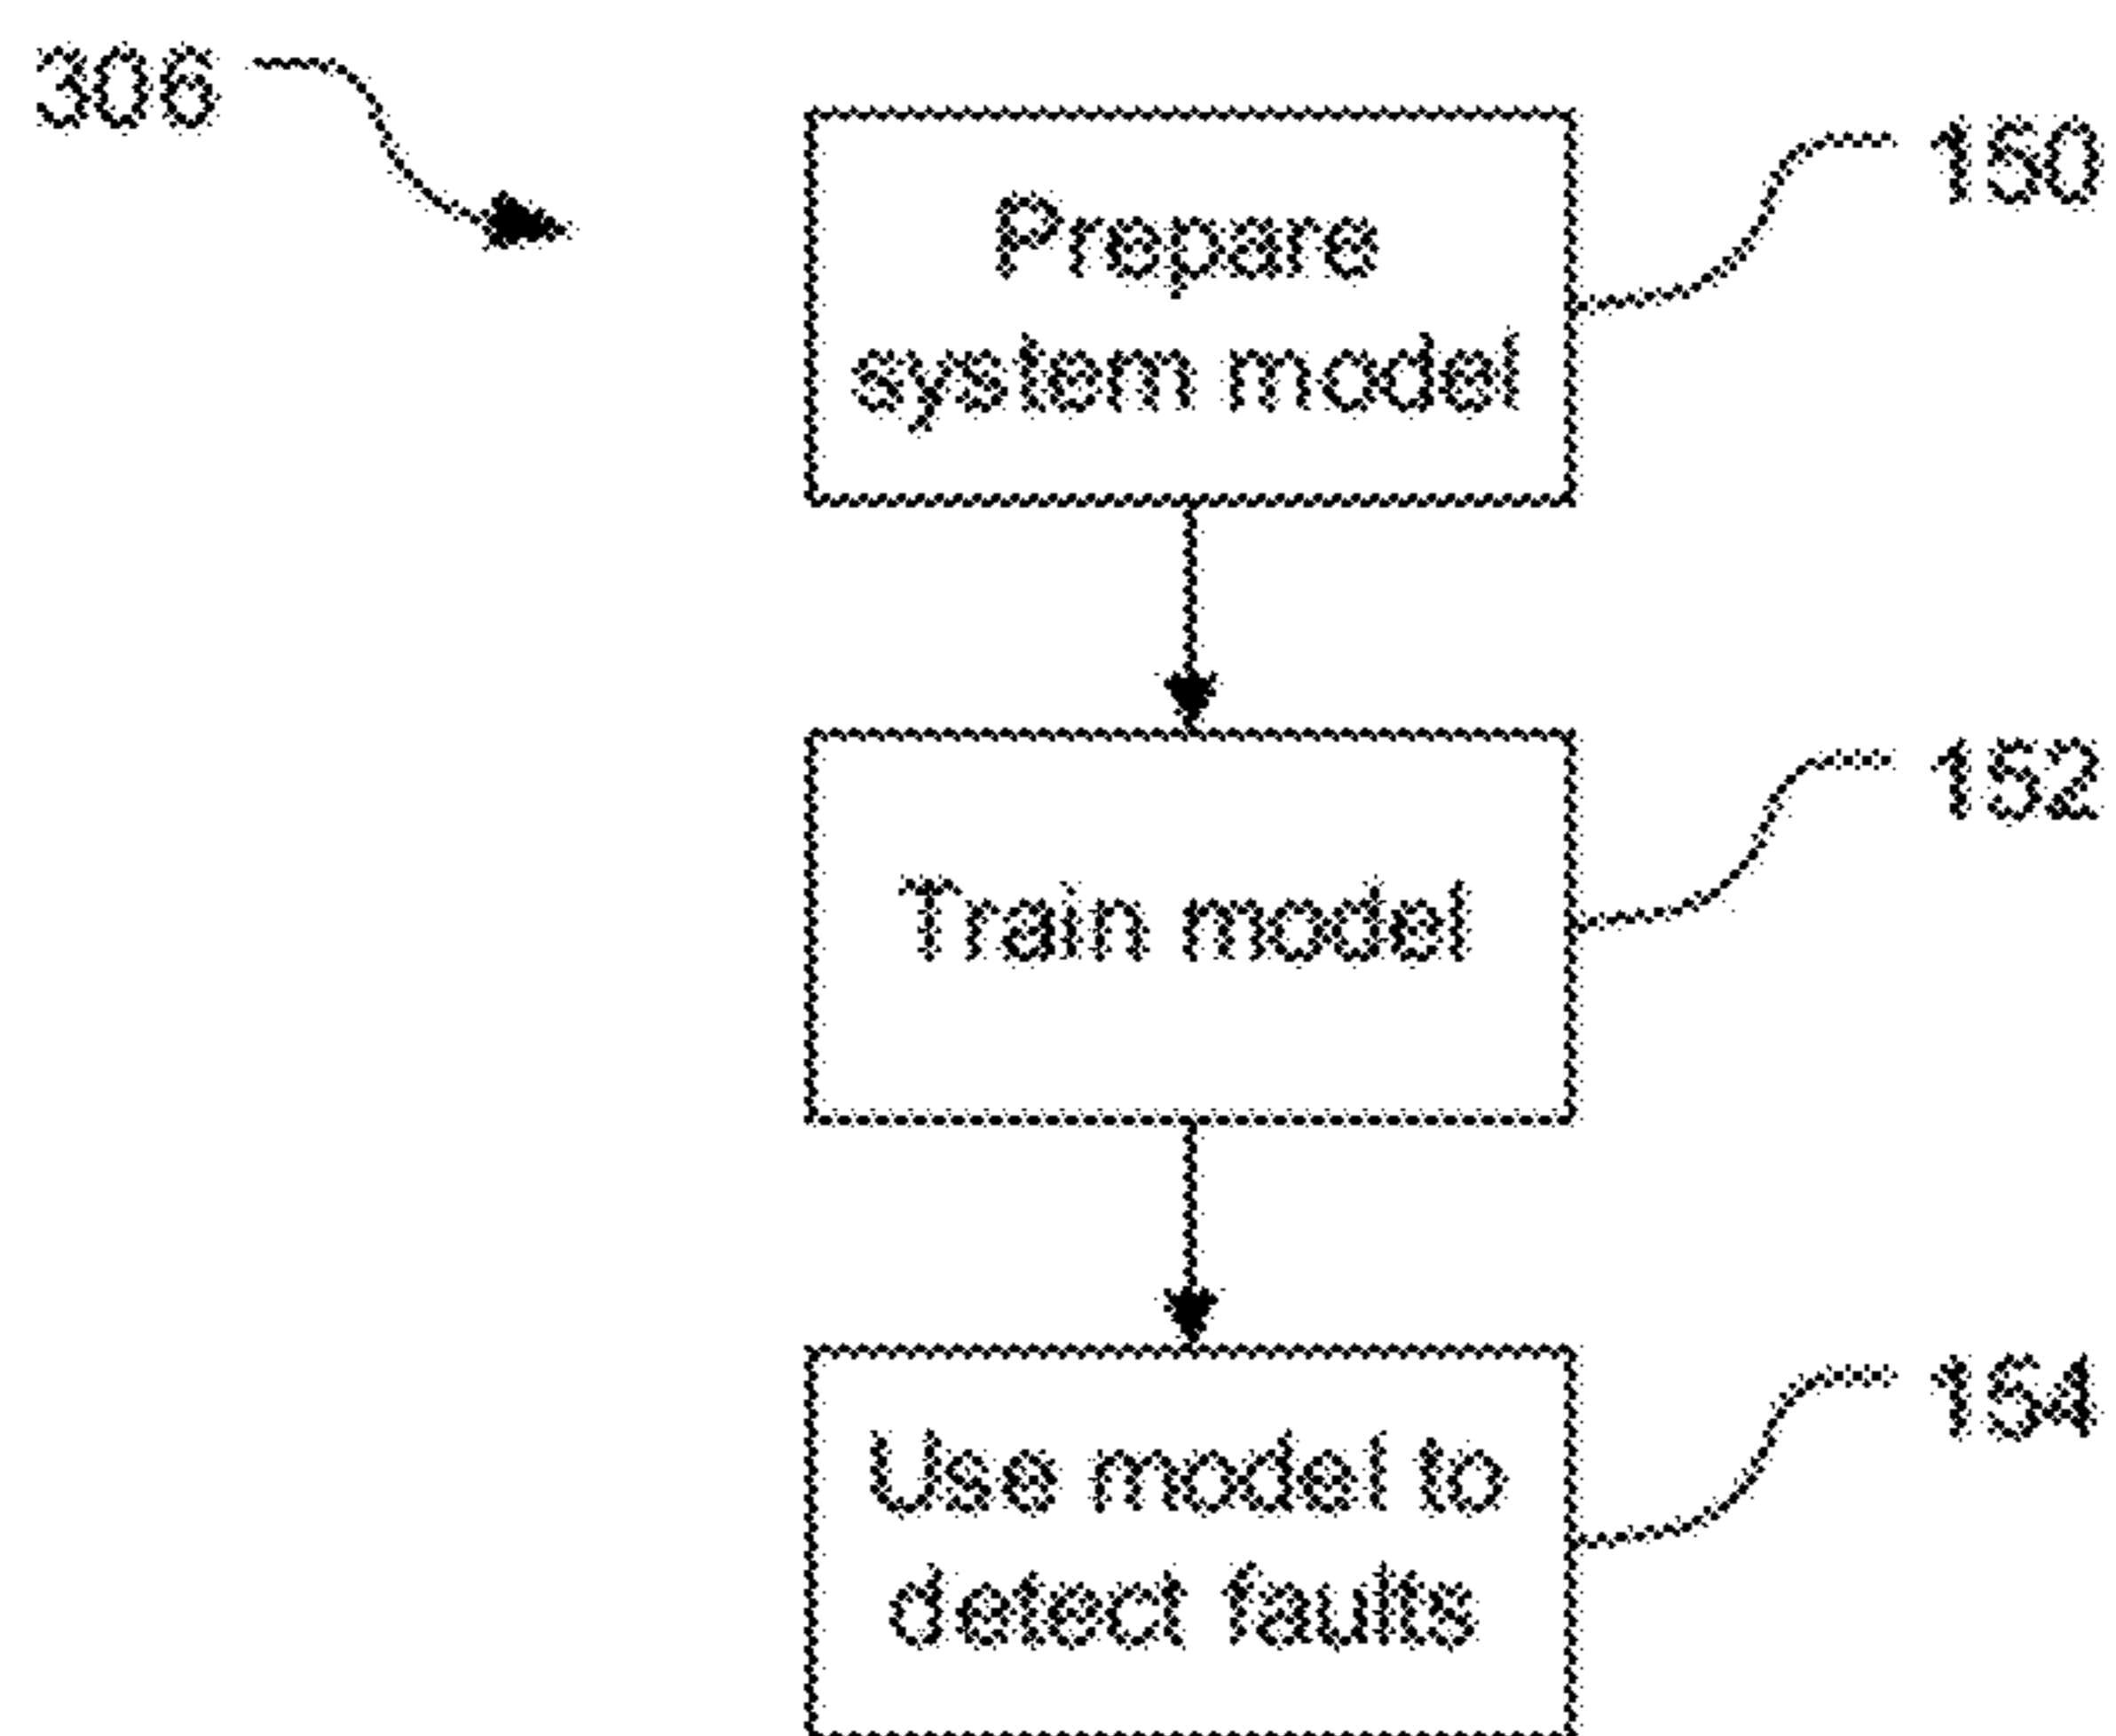 306
150
Prepare
system model
152
Train model
154
Use model to
detect faults